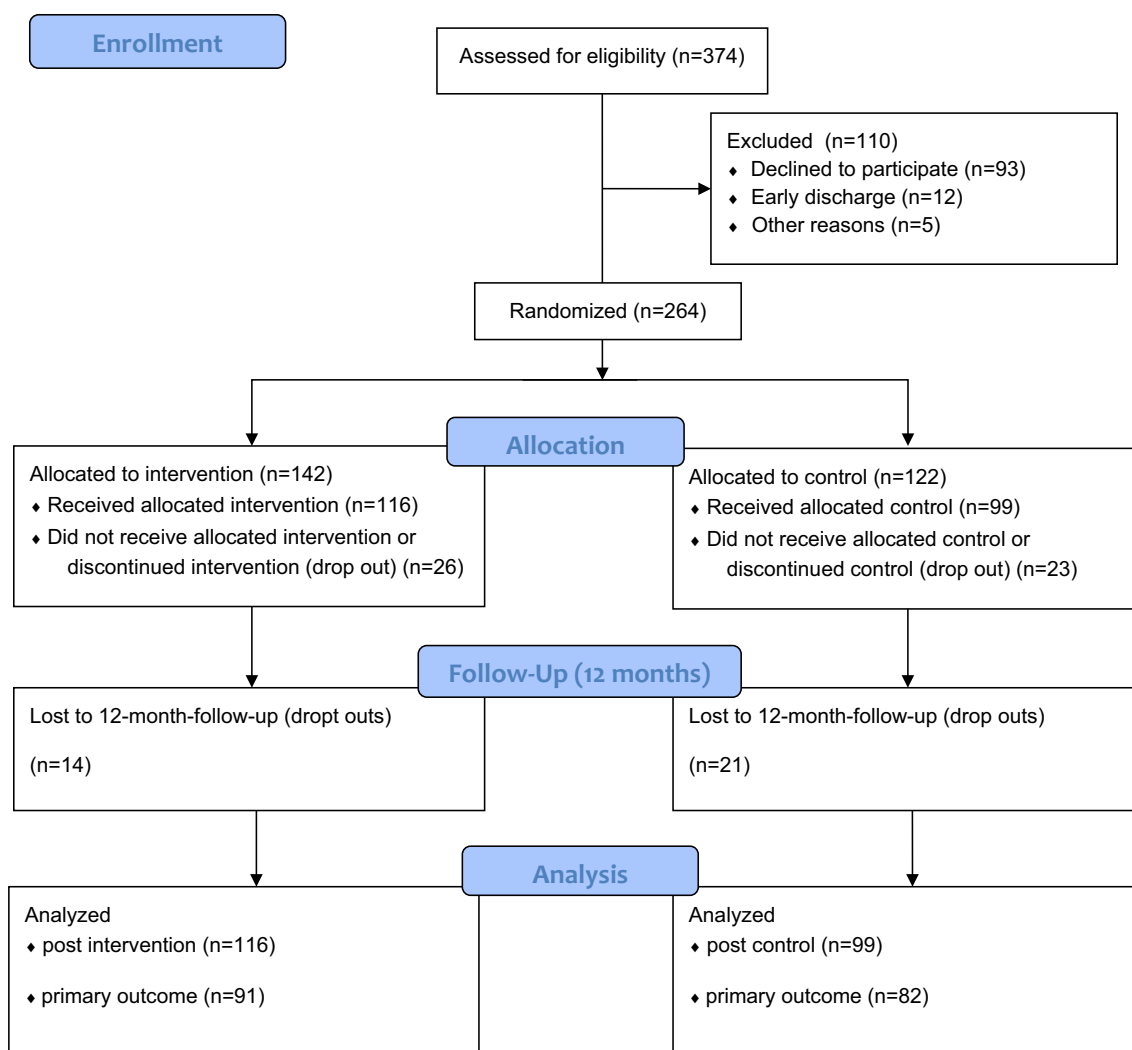 Enrollment
Assessed for eligibility (n=374)
Excluded (n=110)
♦ Declined to participate (n=93)
♦ Early discharge (n=12)
♦ Other reasons (n=5)
Randomized (n=264)
Allocation
Allocated to intervention (n=142)
♦ Received allocated intervention (n=116)
♦ Did not receive allocated intervention or
discontinued intervention (drop out) (n=26)
Allocated to control (n=122)
♦ Received allocated control (n=99)
♦ Did not receive allocated control or
discontinued control (drop out) (n=23)
Follow-Up (12 months)
Lost to 12-month-follow-up (dropt outs)
(n=14)
Lost to 12-month-follow-up (drop outs)
(n=21)
Analysis
Analyzed
♦ post intervention (n=116)
♦ primary outcome (n=91)
Analyzed
♦ post control (n=99)
♦ primary outcome (n=82)